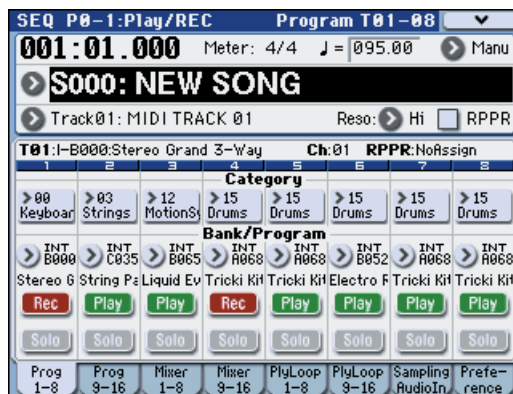 SEQ P0-1:Play/REC Program T01-08
001:01.000 Meter: 4/4 ♩= 095.00 Manu
S000: NEW SONG
Track01: MIDI TRACK 01 Reso: Hi RPPR
T01:I-B000:Stereo Grand 3-Way Ch:01 RPPR:NoAssign
1 2 3 4 5 6 7 8
Category
>00 >03 >12 >15 >15 >15 >15 >15
Keyboar Strings MotionSy Drums Drums Drums Drums Drums
Bank/Program
INT INT INT INT INT INT INT INT
B000 C035 B065 A068 A068 B052 A068 A068
Stereo G String Pa Liquid Ev Tricki Kit Tricki Kit Electro F Tricki Kit Tricki Kit
Rec Play Play Rec Play Play Play Play
Solo Solo Solo Solo Solo Solo Solo Solo
Prog Prog Mixer Mixer PlyLoop PlyLoop Sampling Prefe-
1-8 9-16 1-8 9-16 1-8 9-16 AudioIn rence